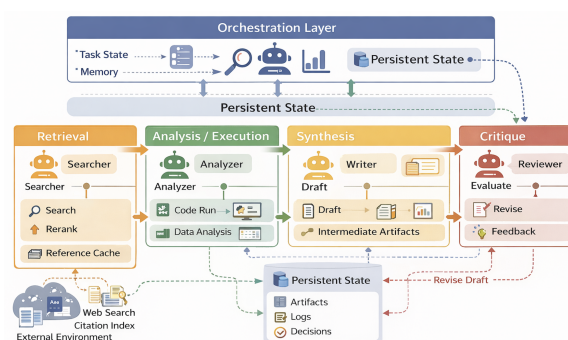 Orchestration Layer
Task State
Memory
Persistent State
Persistent State
Retrieval
Searcher
Searcher
Search
Rerank
Reference Cache
Analysis / Execution
Analyzer
Analyzer
Code Run
Data Analysis
Synthesis
Writer
Draft
Draft
Intermediate Artifacts
Critique
Reviewer
Evaluate
Revise
Feedback
Persistent State
Artifacts
Logs
Decisions
Revise Draft
Web Search
Citation Index
External Environment